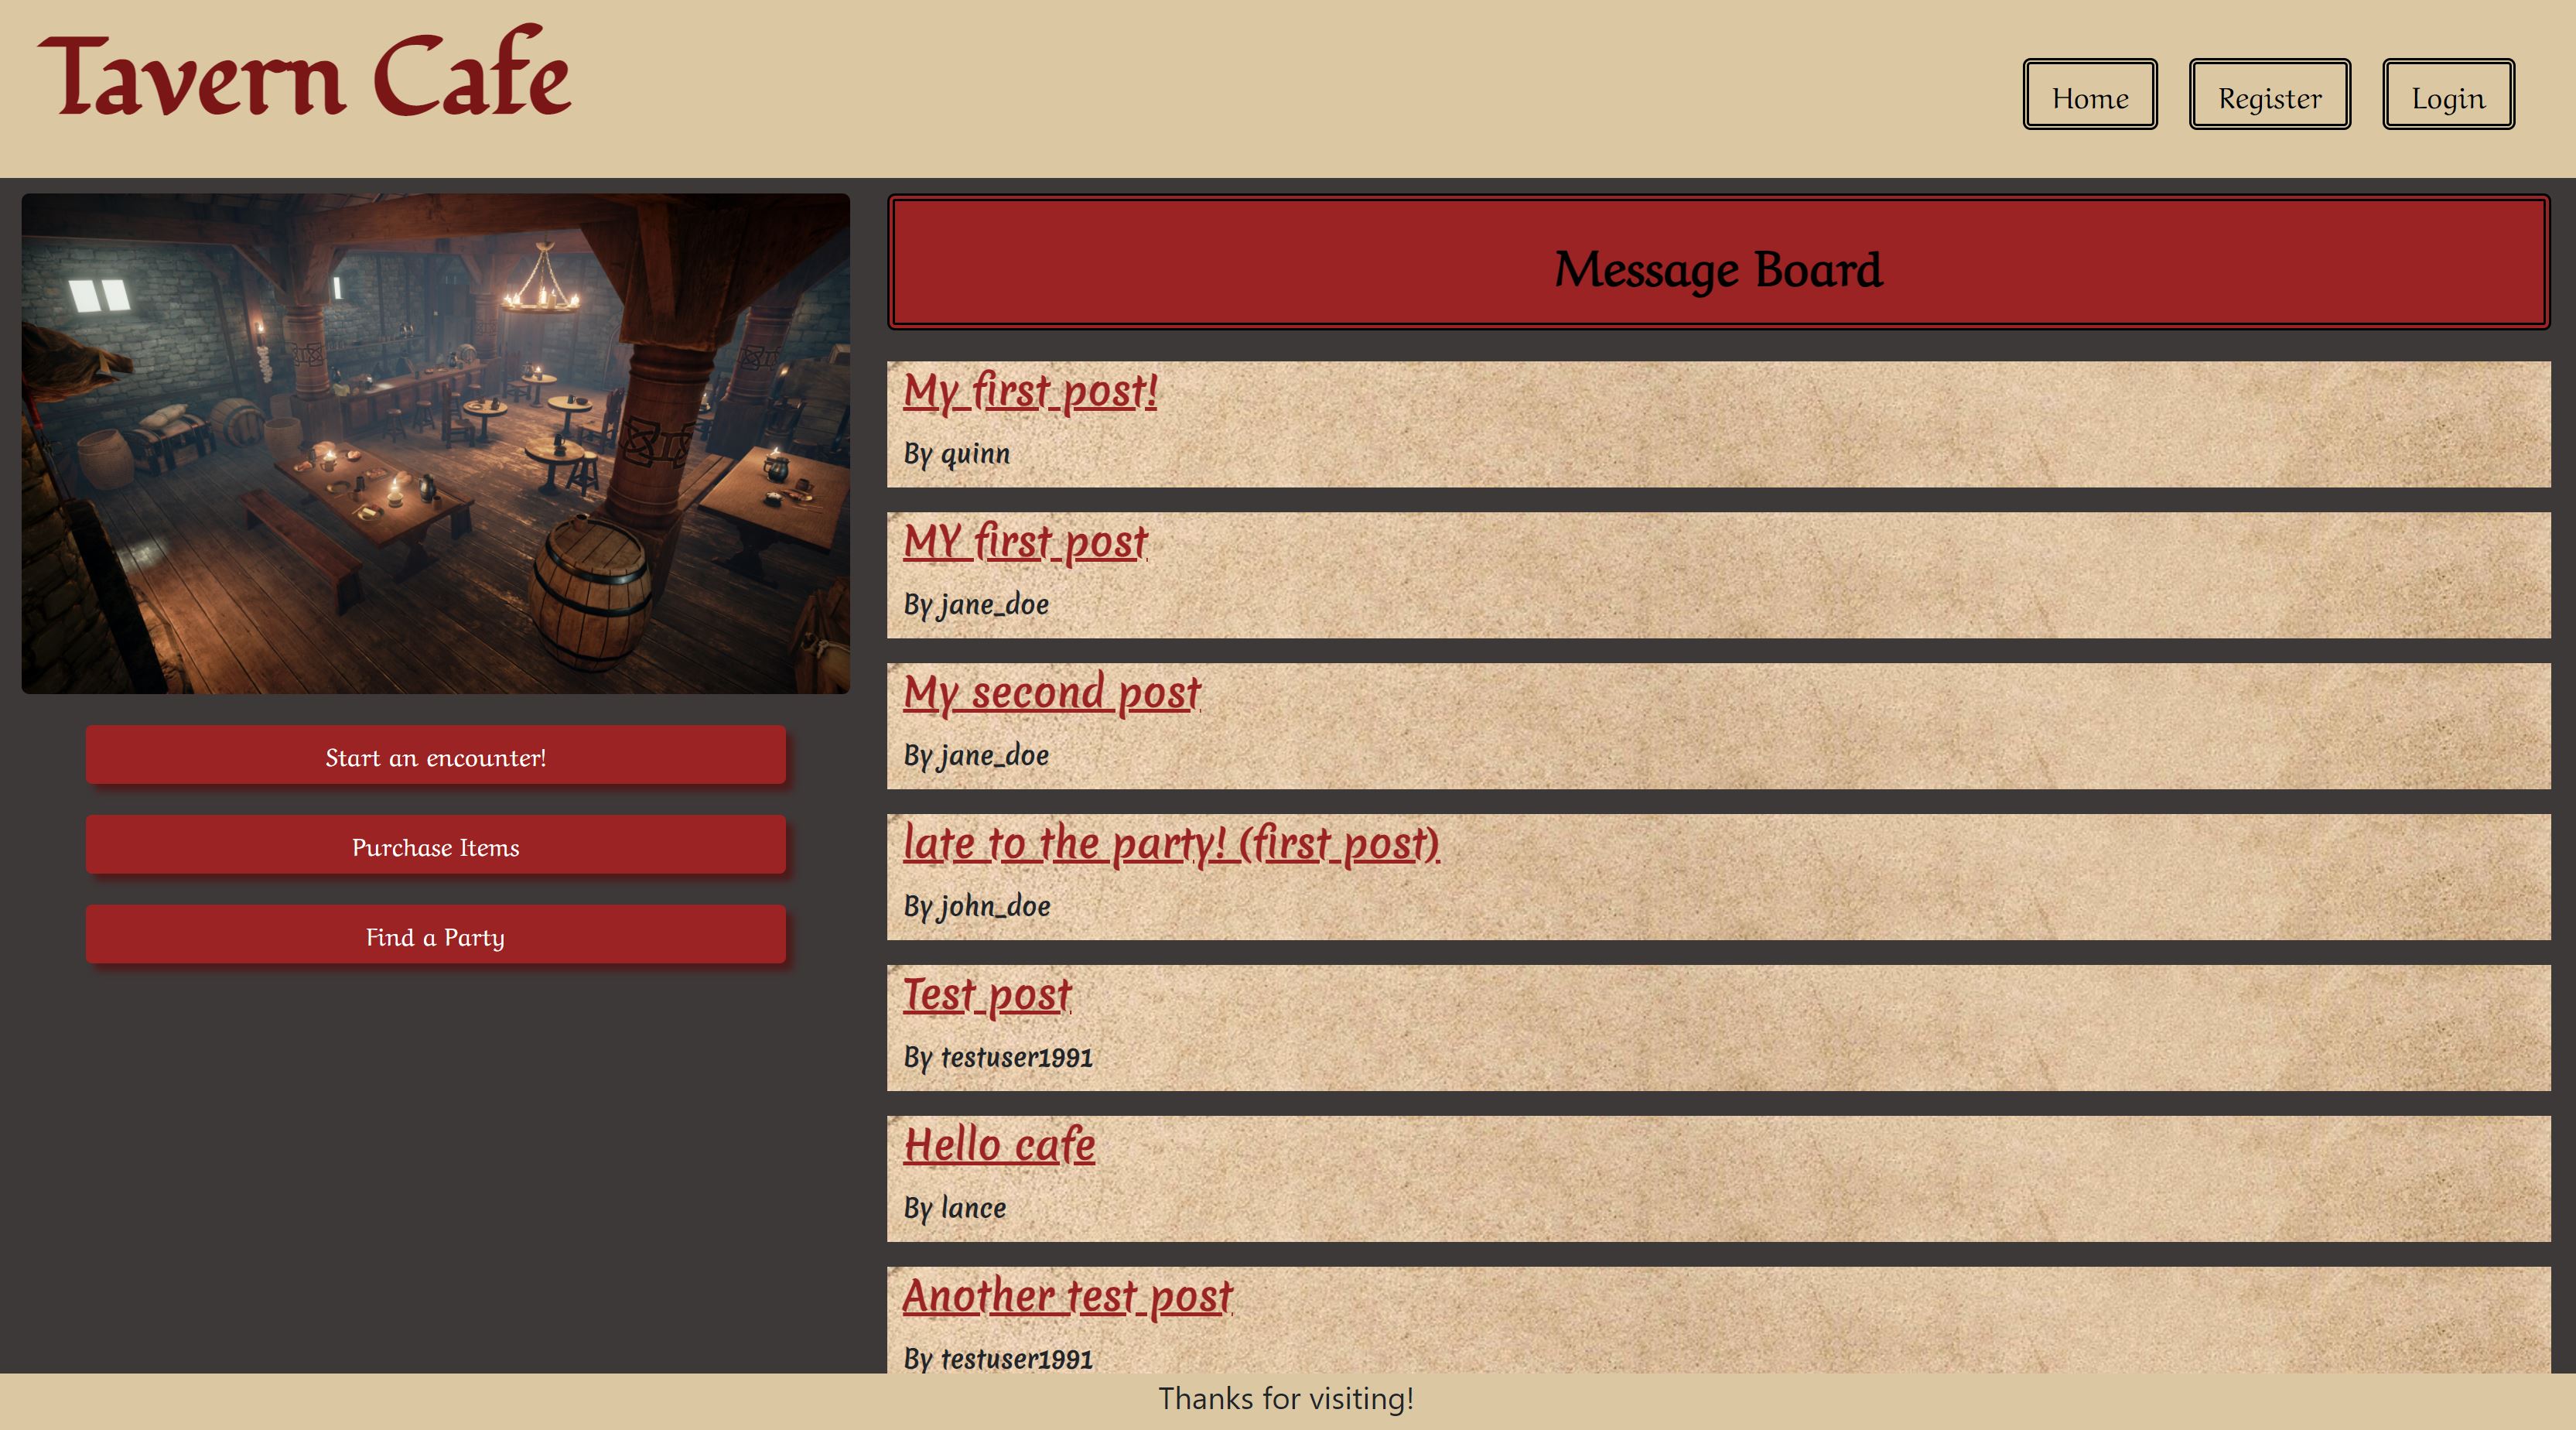 Tavern Cafe
Home
Register
Login
Start an encounter!
Purchase Items
Find a Party
Message Board
My first post!
By quinn
MY first post
By jane_doe
My second post
By jane_doe
late to the party! (first post)
By john_doe
Test post
By testuser1991
Hello cafe
By lance
Another test post
By testuser1991
Thanks for visiting!